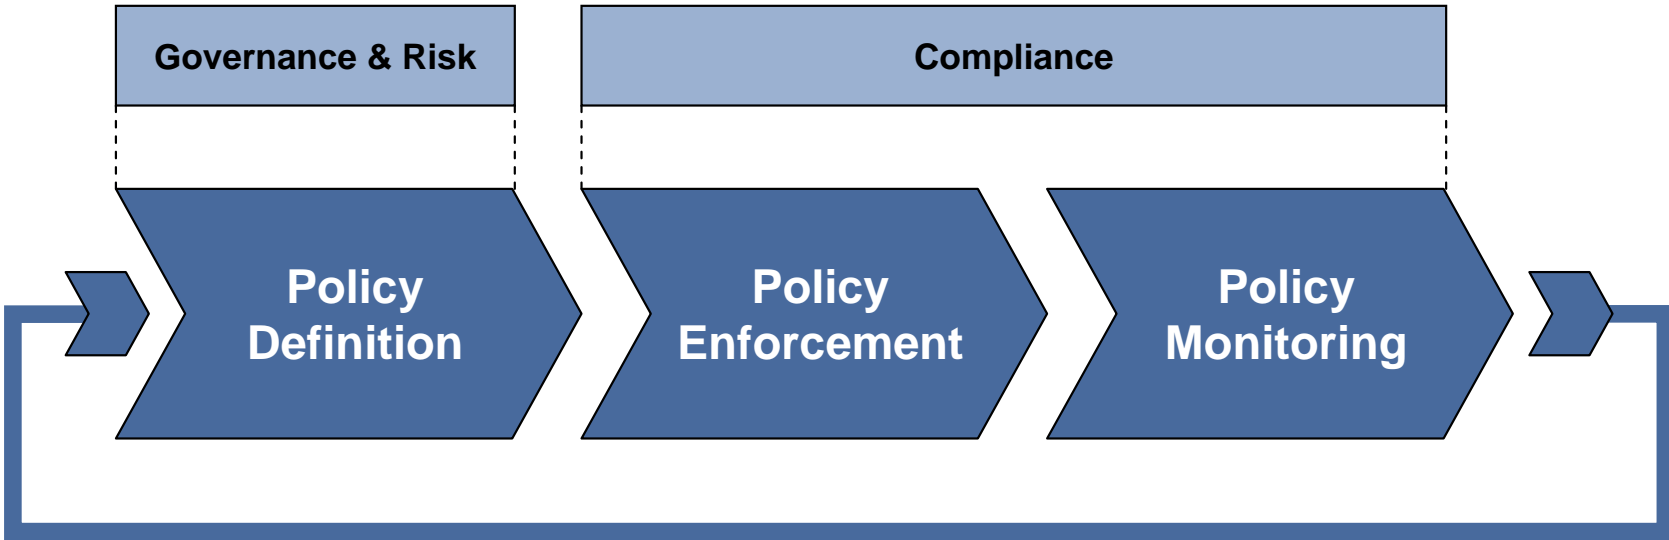 Governance & Risk
Compliance
Policy
Definition
Policy
Enforcement
Policy
Monitoring